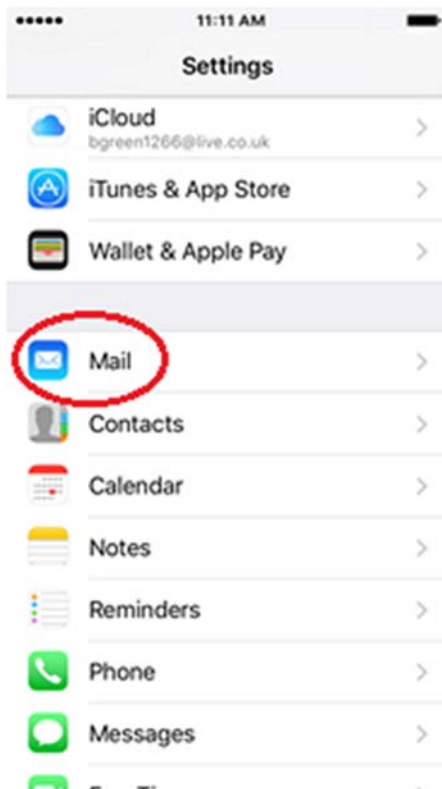 11:11 AM
Settings
iCloud
bgreen1266@live.co.uk
iTunes & App Store
Wallet & Apple Pay
Mail
Contacts
Calendar
Notes
Reminders
Phone
Messages